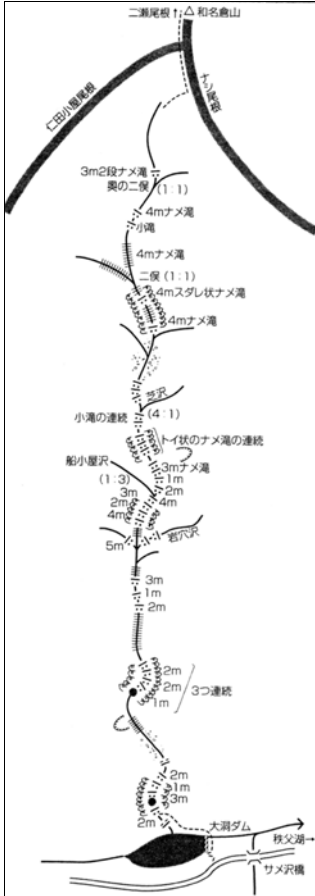 二瀬尾根↑
△和名倉山
仁田小屋尾根
ナシ尾根
3m2段ナメ滝
奥の二俣
(1:1)
4mナメ滝
小滝
4mナメ滝
二俣(1:1)
4mスダレ状ナメ滝
4mナメ滝
芝沢
小滝の連続
(4:1)
トイ状のナメ滝の連続
船小屋沢
3mナメ滝
(1:3)
1m
2m
3m
2m
4m
4m
岩穴沢
5m
3m
1m
2m
2m
2m
1m
3つ連続
2m
1m
3m
2m
大洞ダム
秩父湖→
サメ沢橋